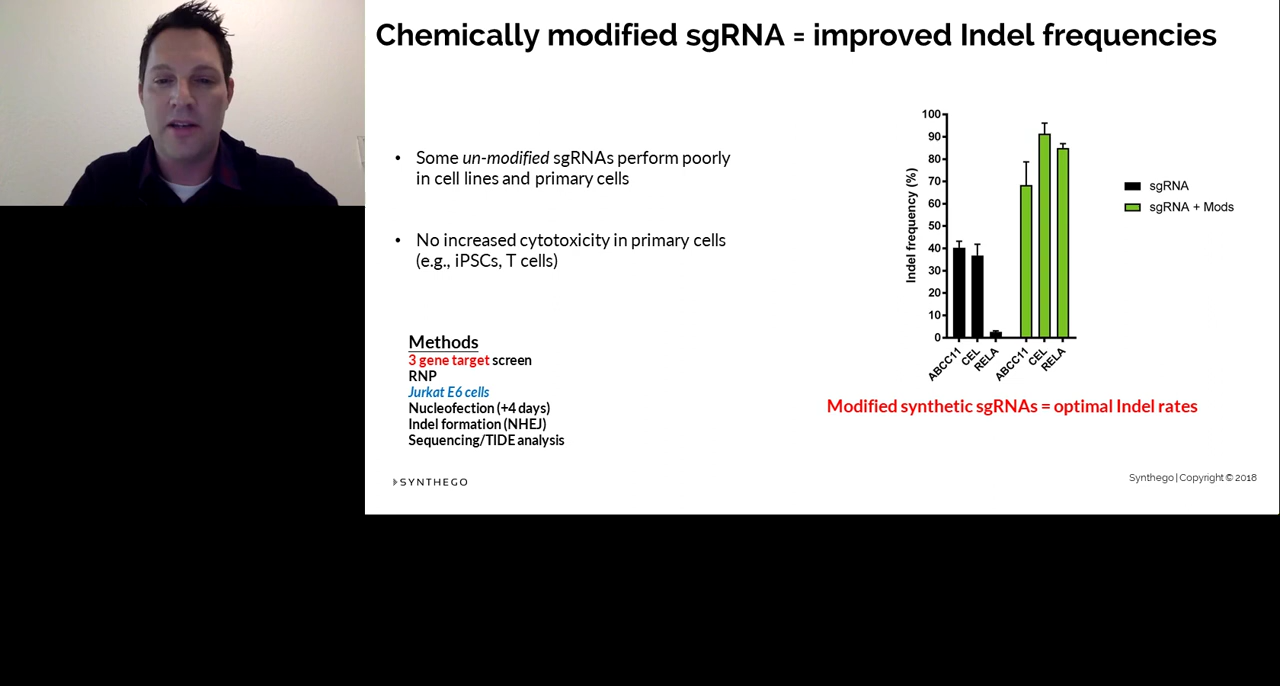 Chemically modified sgRNA = improved Indel frequencies
• Some un-modified sgRNAs perform poorly
in cell lines and primary cells
• No increased cytotoxicity in primary cells
(e.g., iPSCs, T cells)
Methods
3 gene target screen
RNP
Jurkat E6 cells
Nucleofection (+4 days)
Indel formation (NHEJ)
Sequencing/TIDE analysis
SYNTHEGO
Indel frequency (%)
100
90
80
70
60
50
40
30
20
10
0
ABCC11
CEL
RELA
ABCC11
CEL
RELA
sgRNA
sgRNA + Mods
Modified synthetic sgRNAs = optimal Indel rates
Synthego | Copyright © 2018